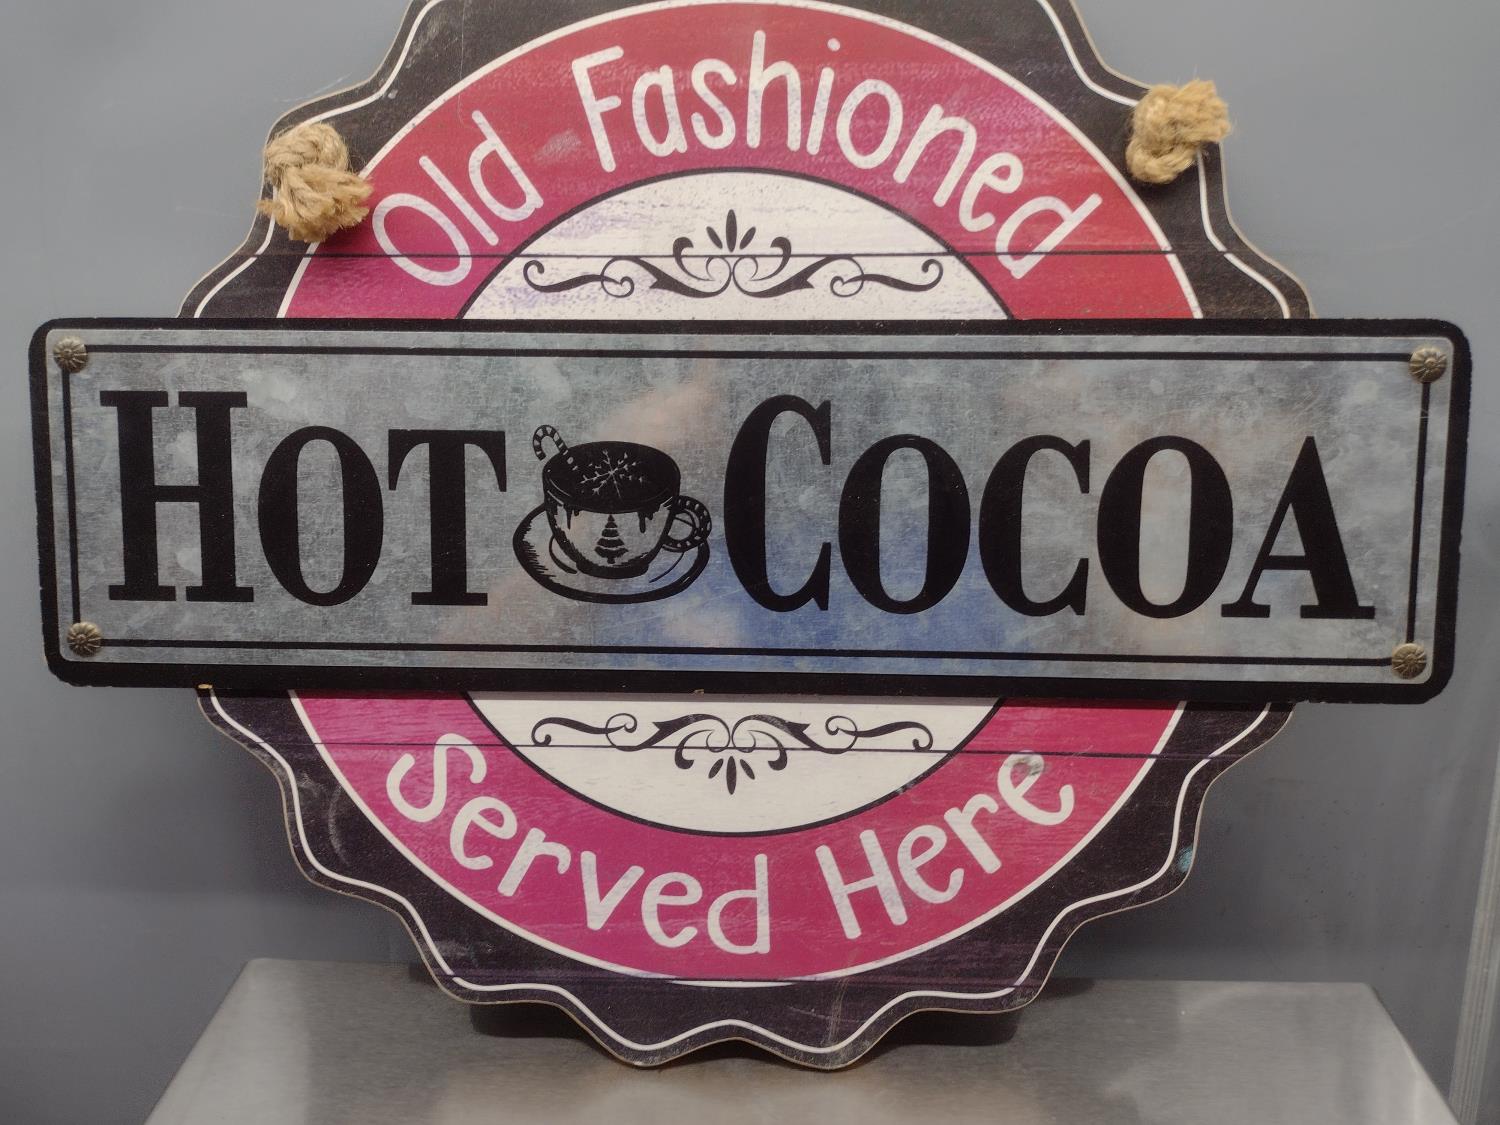 Old Fashioned
HOT COCOA
Served Here